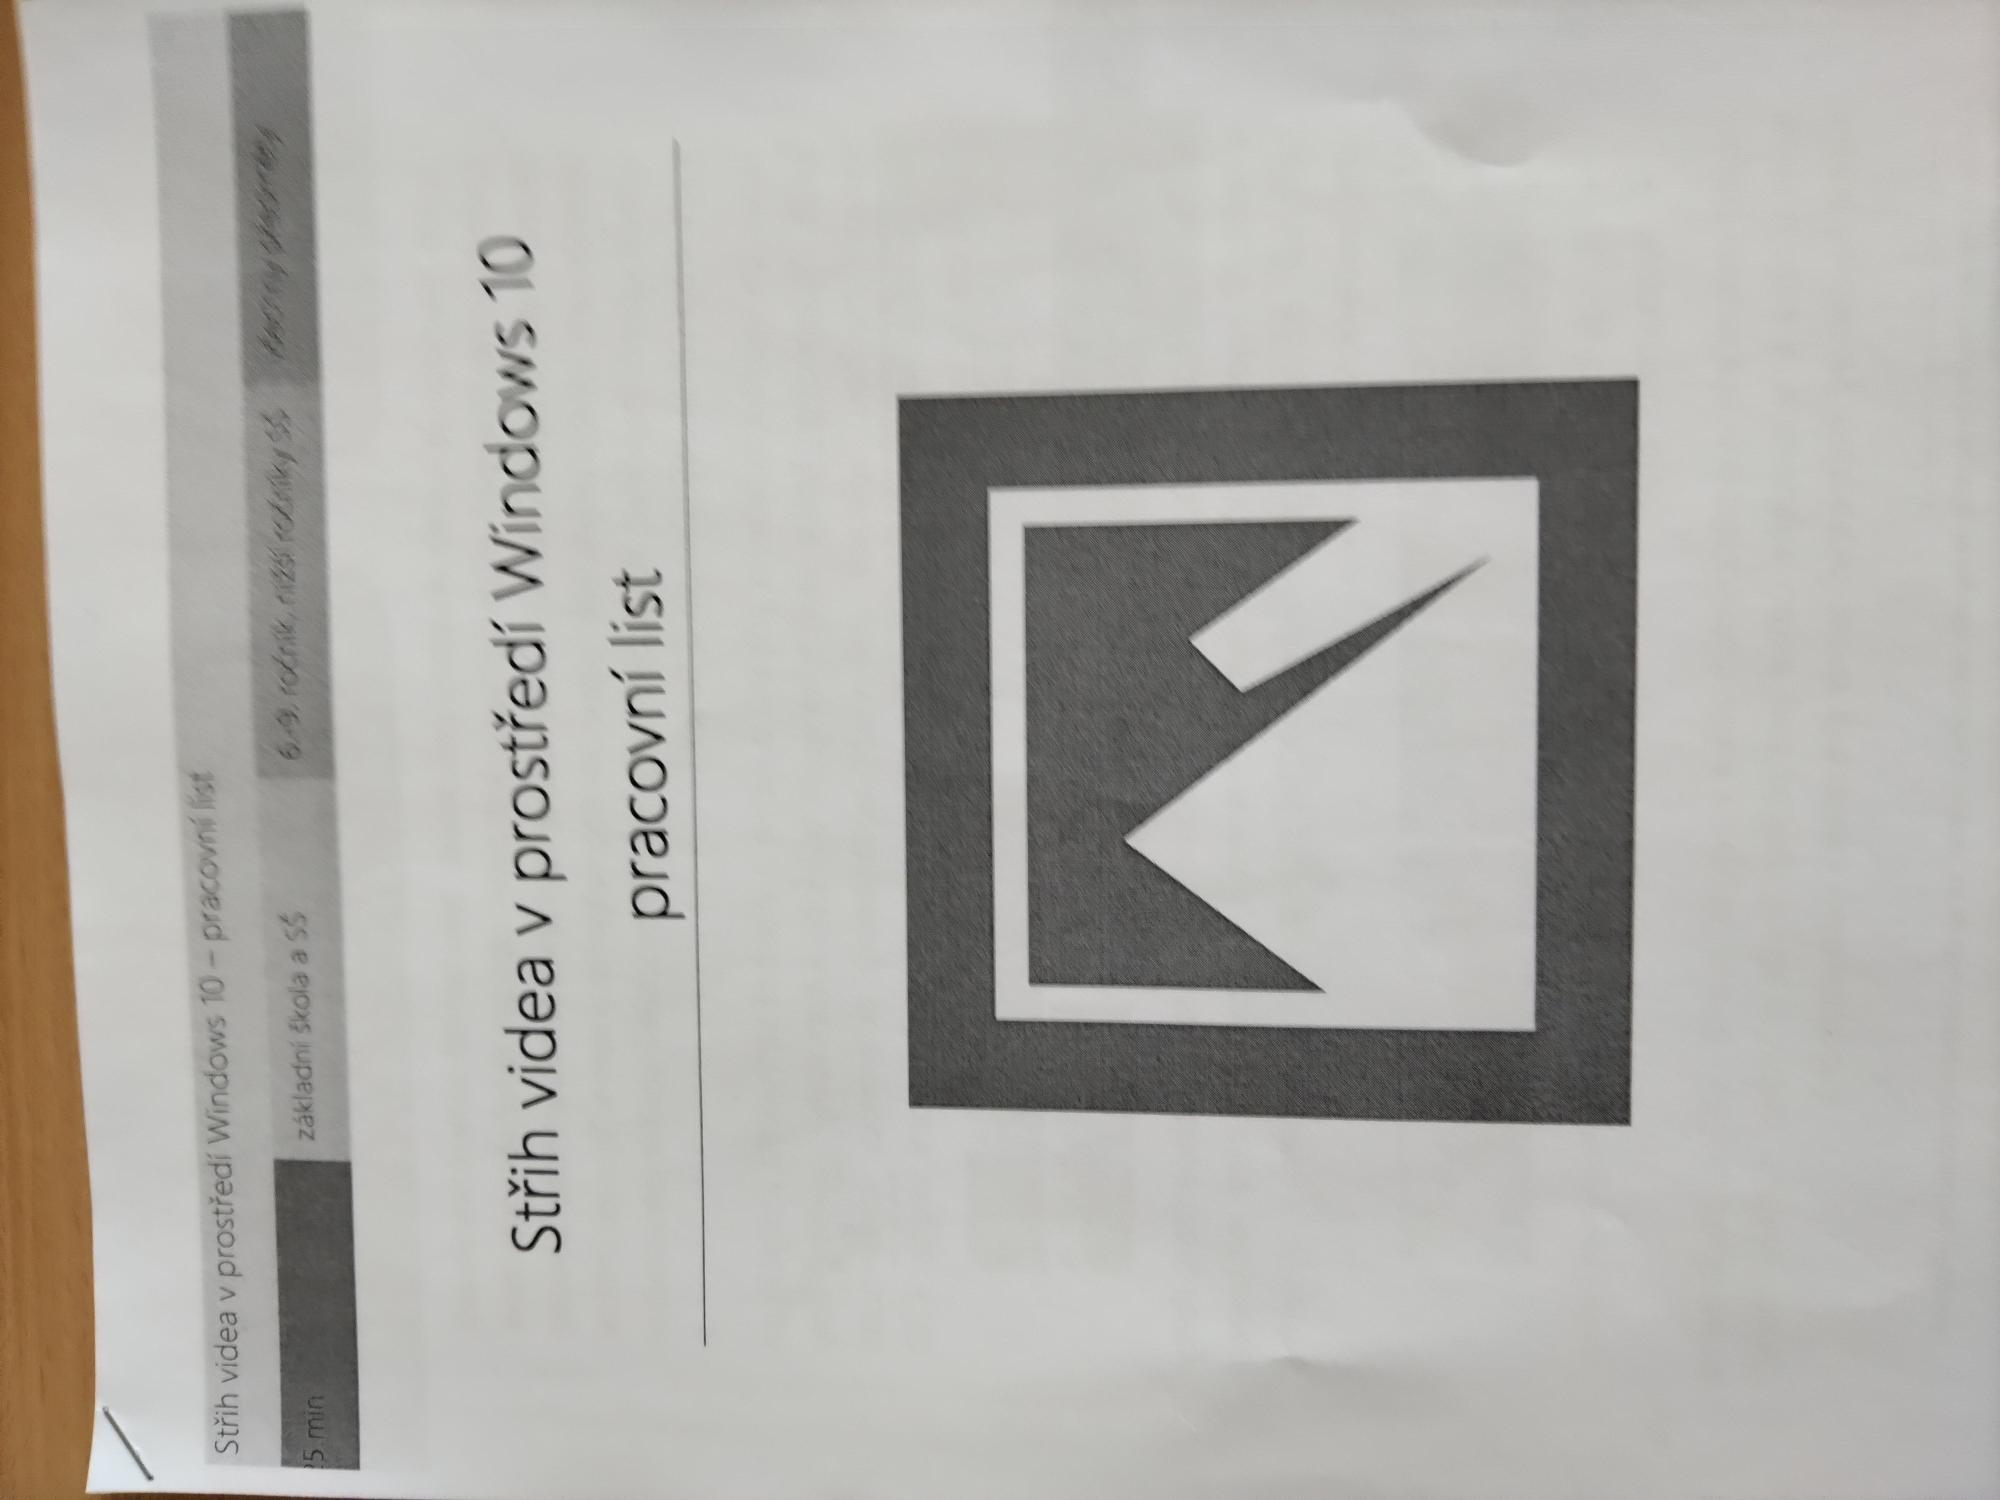 Střih videa v prostředí Windows 10 – pracovní list
25 min základní škola a SŠ 6.-9. ročník, nižší ročníky SŠ
Střih videa v prostředí Windows 10
pracovní list